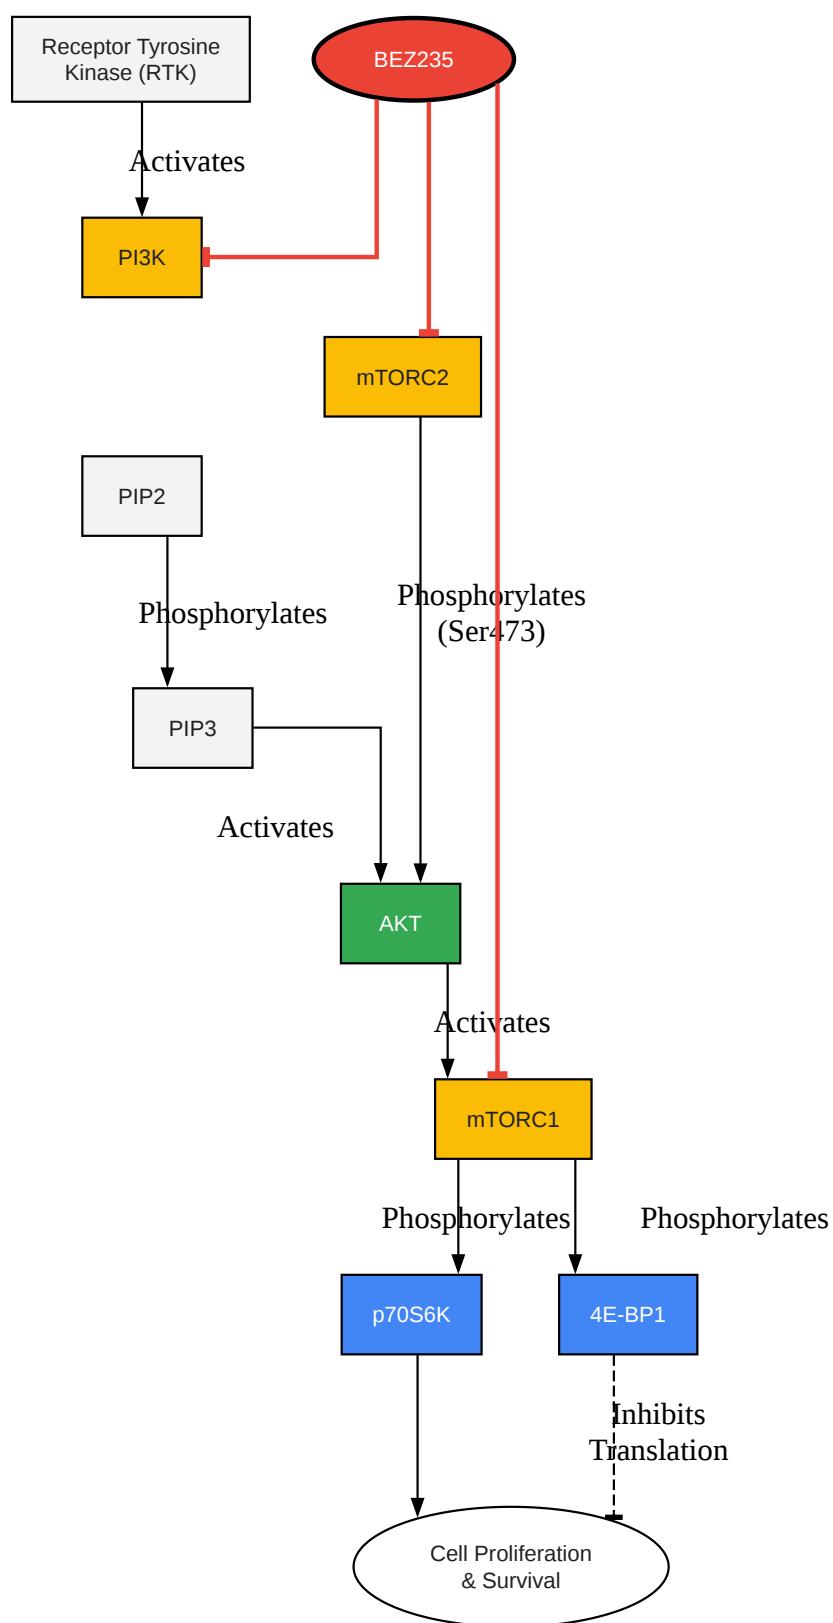 Receptor Tyrosine
Kinase (RTK)
BEZ235
Activates
PI3K
mTORC2
PIP2
Phosphorylates
(Ser473)
Phosphorylates
PIP3
Activates
AKT
Activates
mTORC1
Phosphorylates
Phosphorylates
p70S6K
4E-BP1
Inhibits
Translation
Cell Proliferation
& Survival